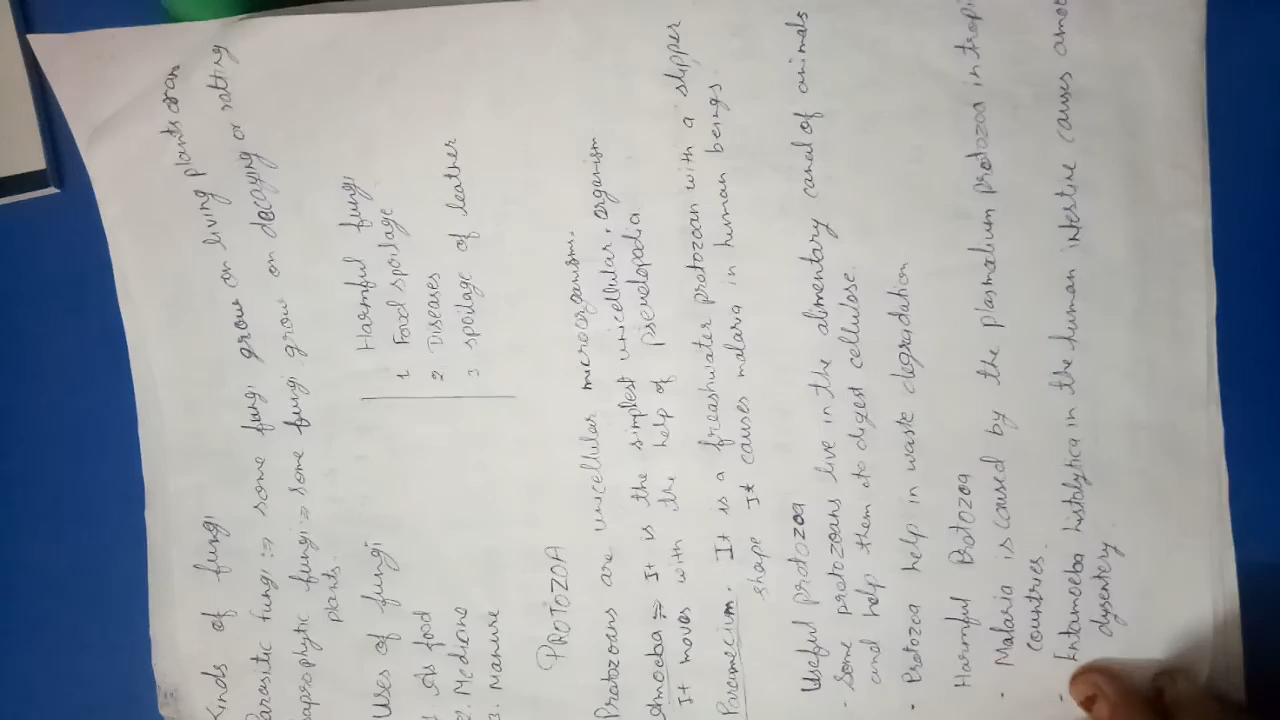 Kinds of fungi
Parasitic fungi :⇒ some fungi grow on living plants or an
saprophytic fungi :⇒ some fungi grow on decaying or rotting
plants.
Uses of fungi
1. As food
2. Medicine
3. Manure
Harmful fungi
1 Food spoilage
2 Diseases
3 spoilage of leather
PROTOZOA
Protozoans are unicellular microorganisms.
Amoeba ⇒ It is the simplest unicellular organism
It moves with the help of pseudopodia
Paramecium. It is a freashwater protozoan with a slipper
shape It causes malaria in human beings.
Useful protozoa
- Some protozoans live in the alimentary canal of animals
and help them to digest cellulose.
• Protozoa help in waste degradation
Harmful Protozoa
• Malaria is caused by the plasmodium protozoa in tropi
countries.
- Entamoeba histolytica in the human intestine causes amoe
dysentery